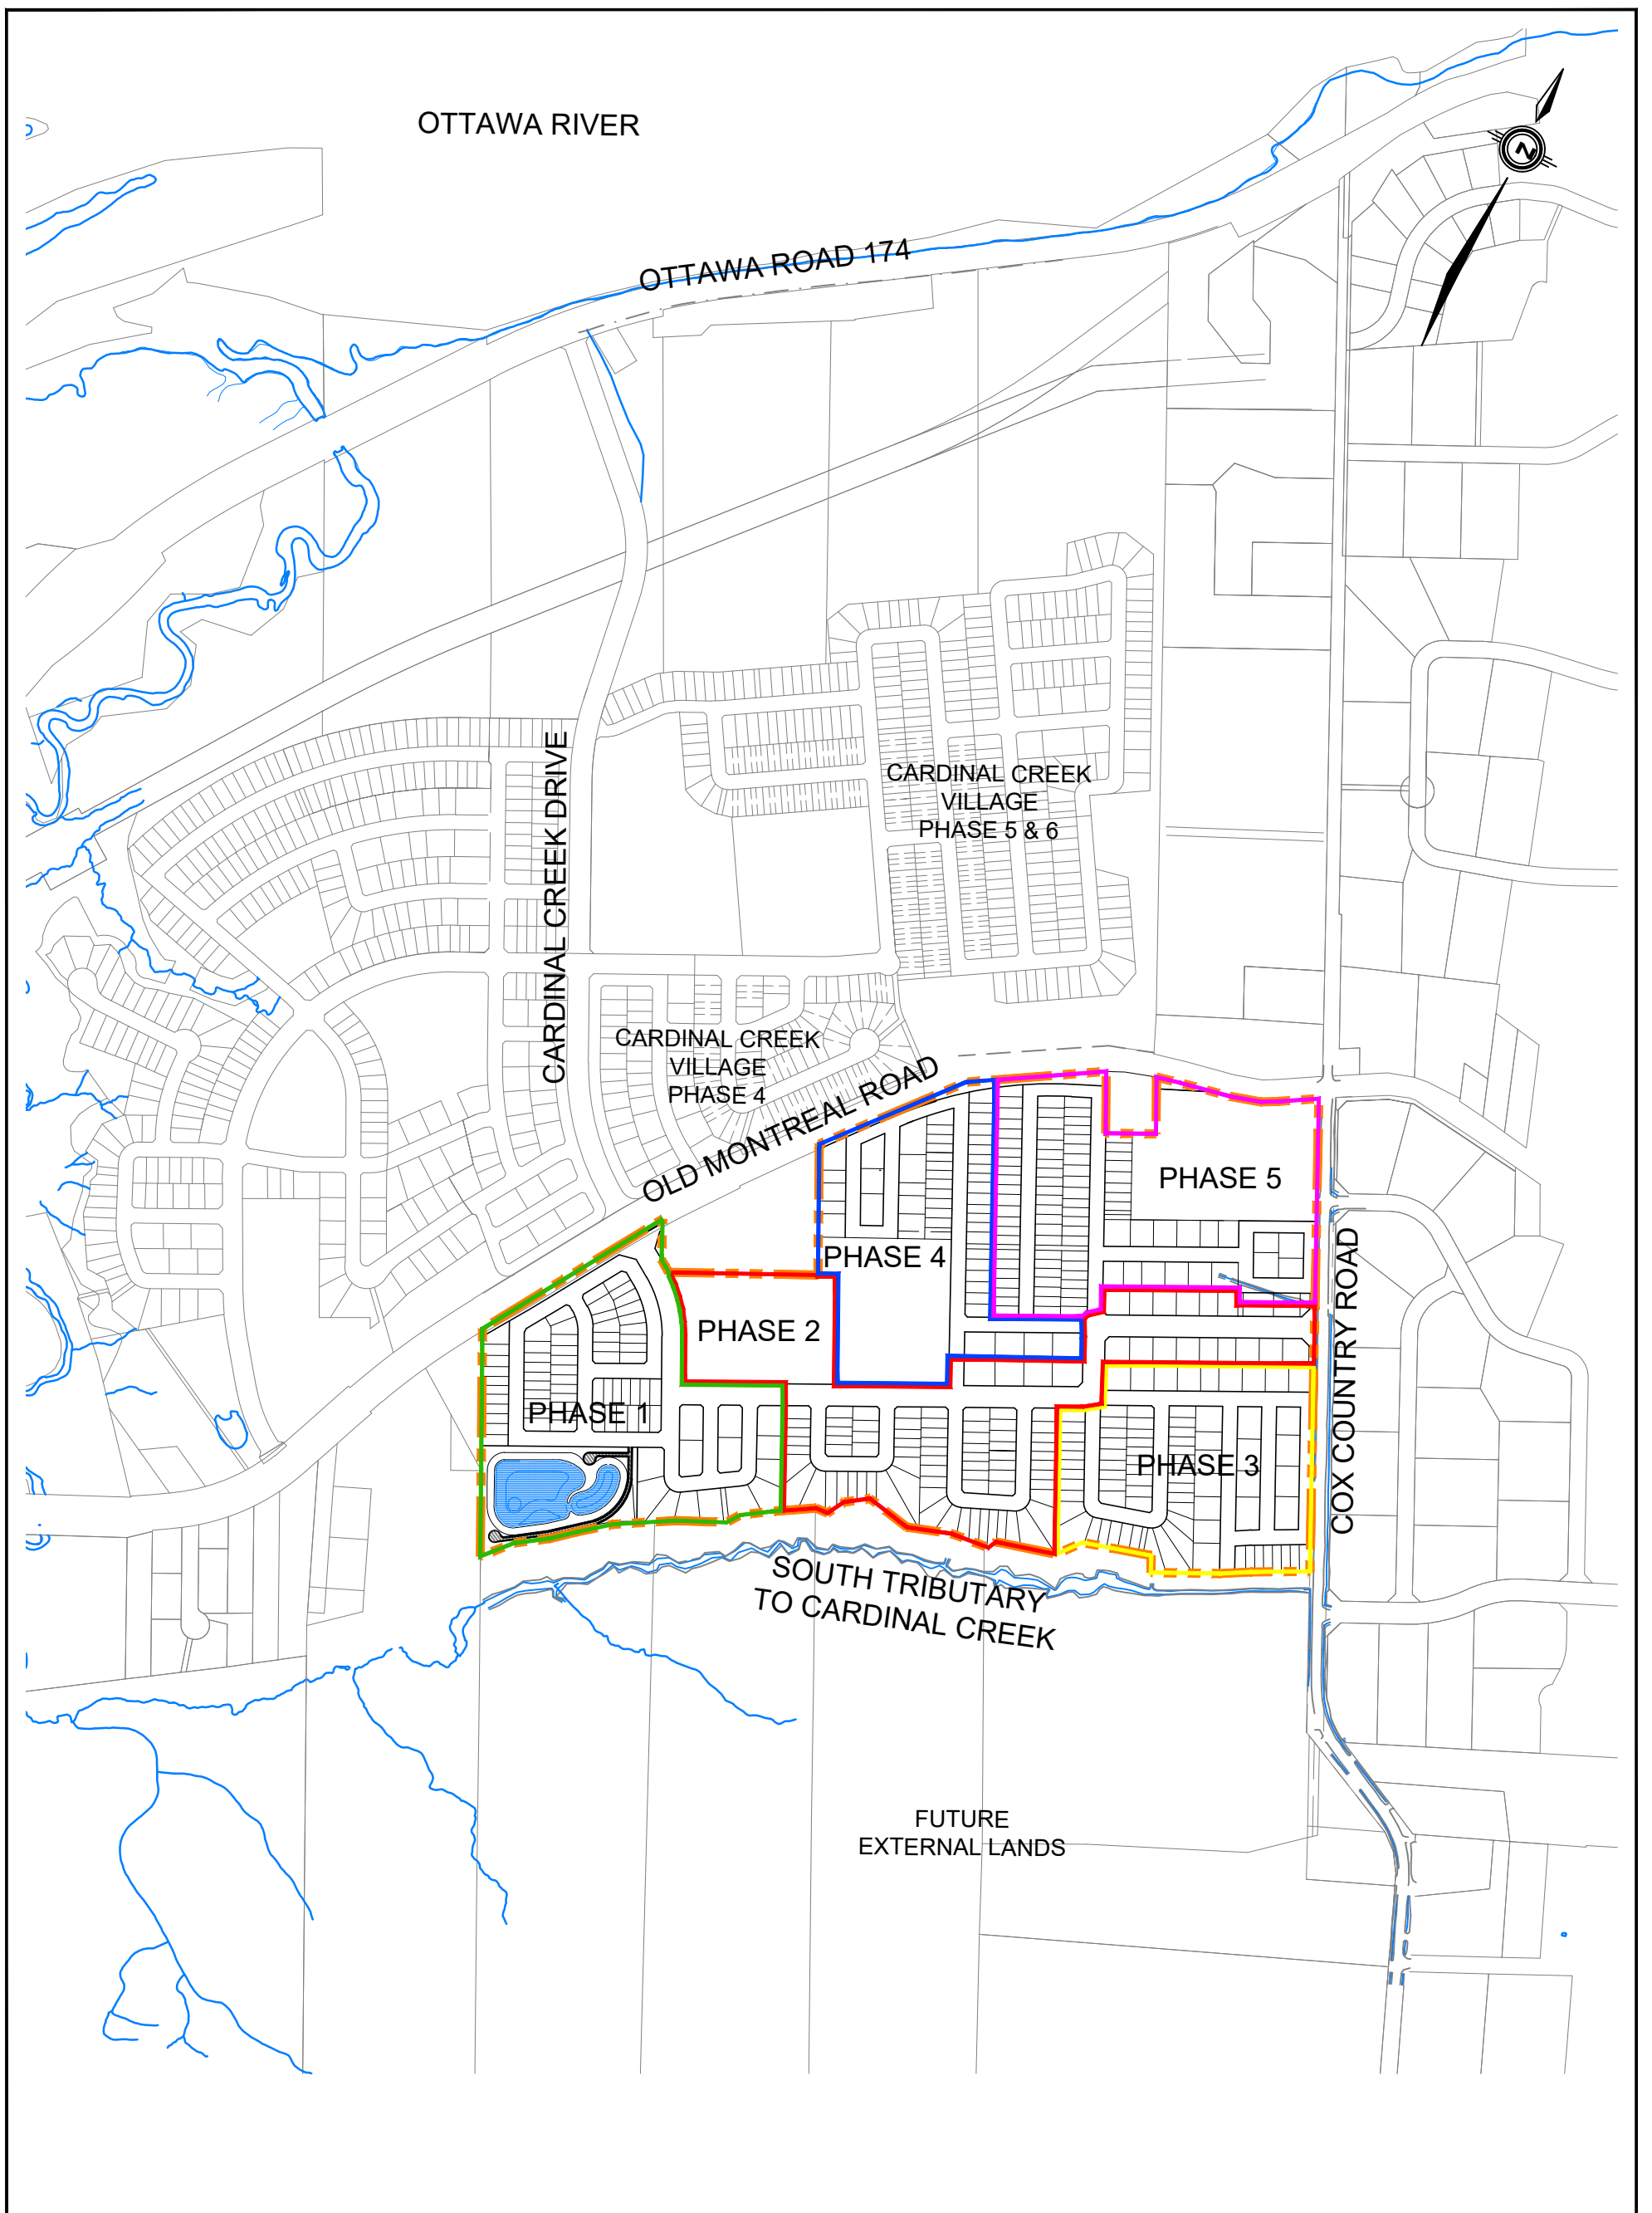 OTTAWA RIVER
N
OTTAWA ROAD 174
CARDINAL CREEK DRIVE
CARDINAL CREEK
VILLAGE
PHASE 5 & 6
CARDINAL CREEK
VILLAGE
PHASE 4
OLD MONTREAL ROAD
PHASE 5
PHASE 4
PHASE 2
PHASE 1
PHASE 3
COX COUNTRY ROAD
SOUTH TRIBUTARY
TO CARDINAL CREEK
FUTURE
EXTERNAL LANDS